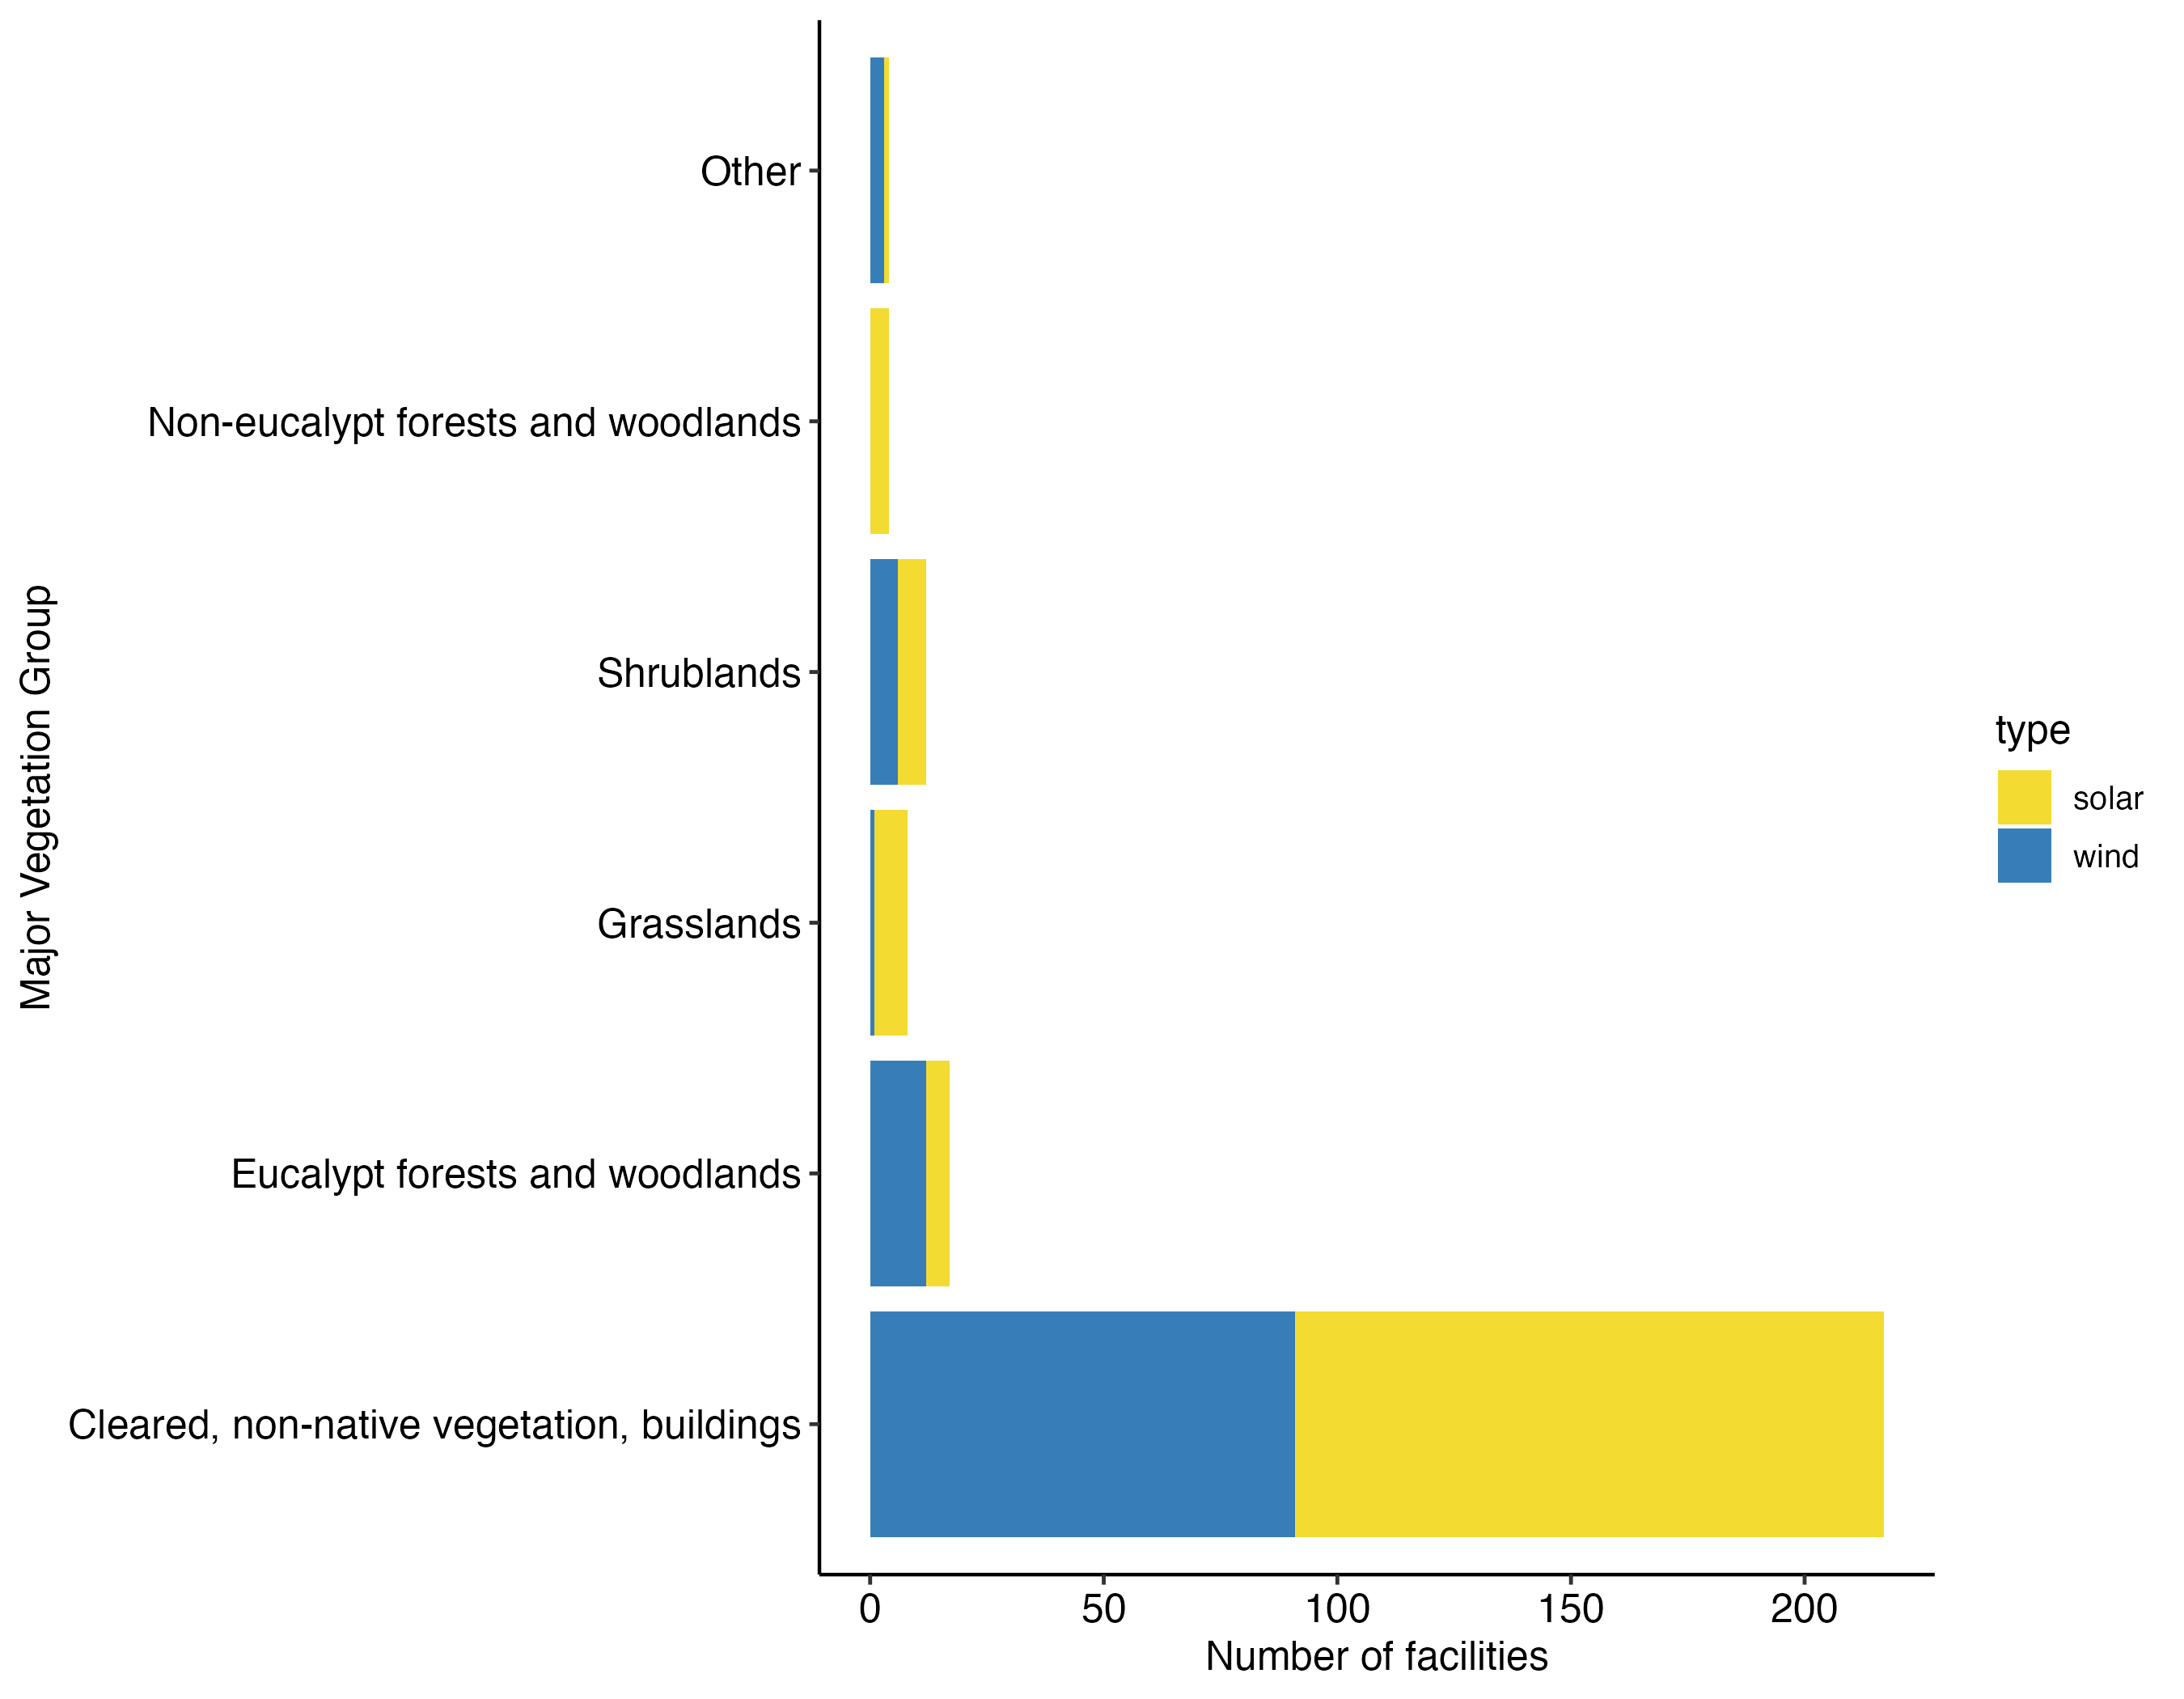 Major Vegetation Group
Other
Non-eucalypt forests and woodlands
Shrublands
Grasslands
Eucalypt forests and woodlands
Cleared, non-native vegetation, buildings
0 50 100 150 200
Number of facilities
type
solar
wind